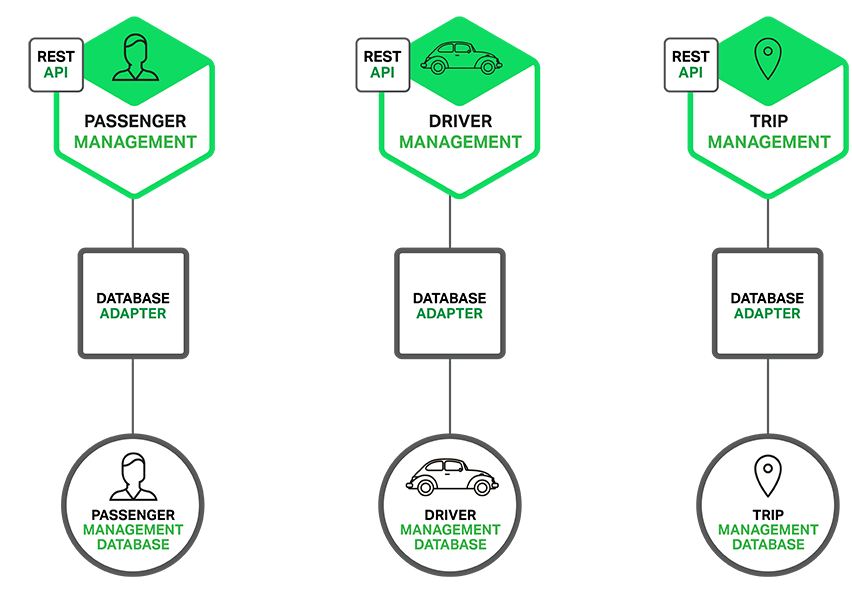 REST
API
PASSENGER
MANAGEMENT
REST
API
DRIVER
MANAGEMENT
REST
API
TRIP
MANAGEMENT
DATABASE
ADAPTER
DATABASE
ADAPTER
DATABASE
ADAPTER
PASSENGER
MANAGEMENT
DATABASE
DRIVER
MANAGEMENT
DATABASE
TRIP
MANAGEMENT
DATABASE